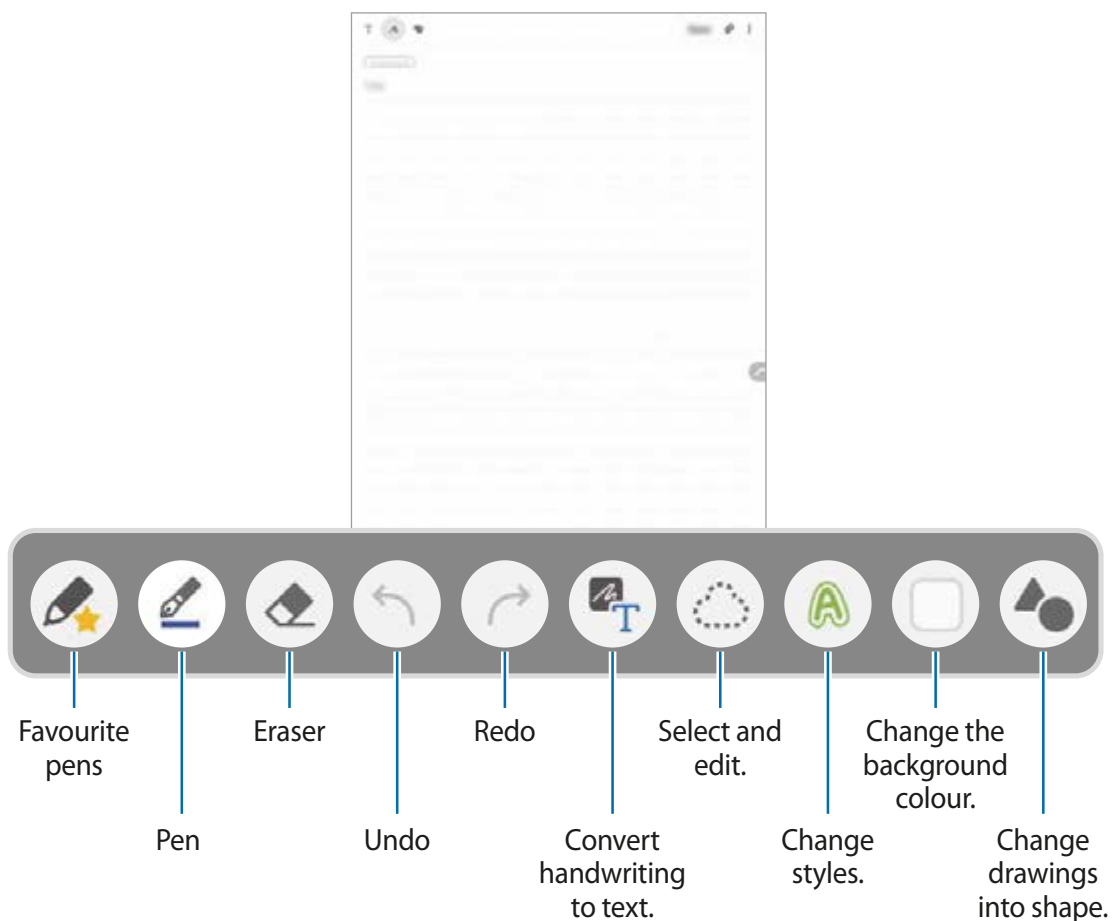 T
Favourite
pens
Eraser
Redo
Select and
edit.
Change the
background
colour.
Pen
Undo
Convert
handwriting
to text.
Change
styles.
Change
drawings
into shape.